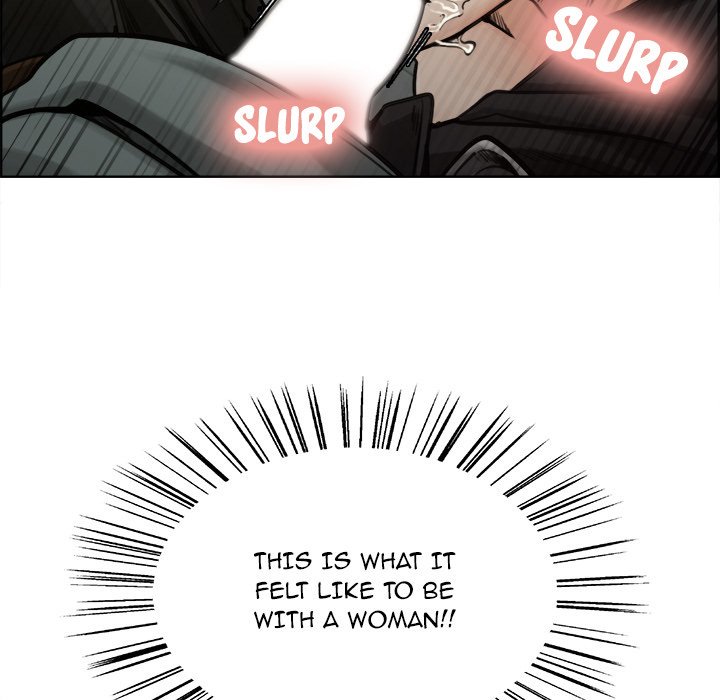 SLURP
SLURP
THIS IS WHAT IT
FELT LIKE TO BE
WITH A WOMAN!!